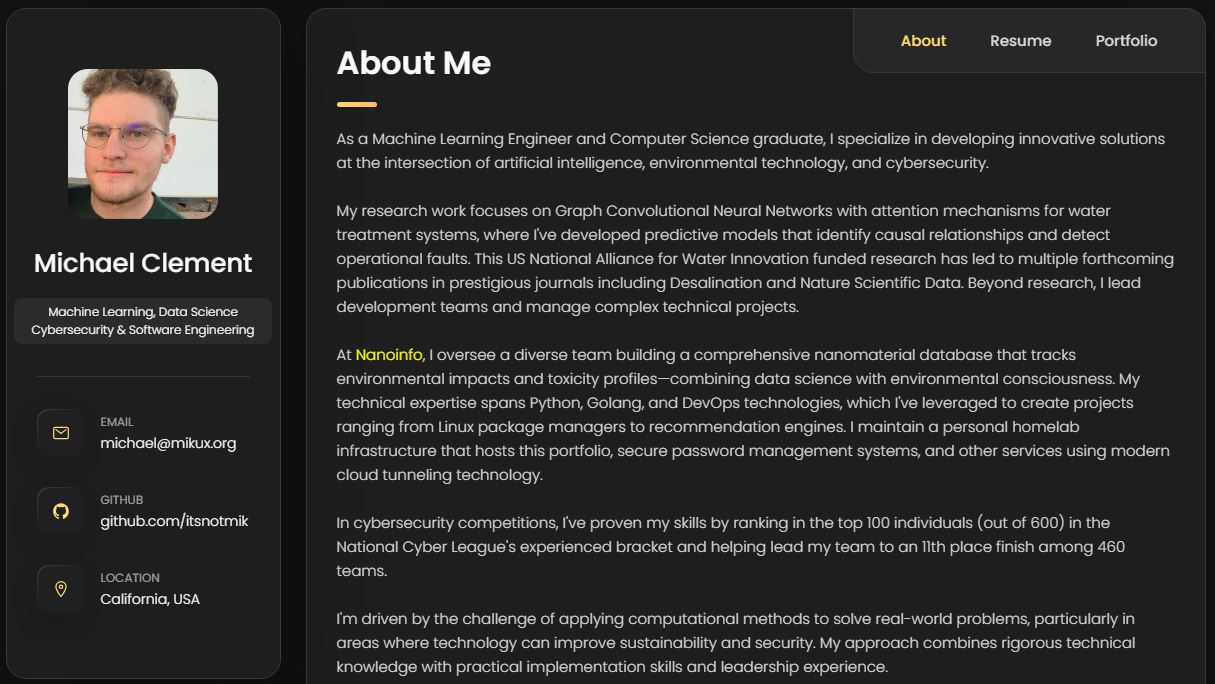 Michael Clement
Machine Learning, Data Science
Cybersecurity & Software Engineering
EMAIL
michael@mikux.org
GITHUB
github.com/itsnotmik
LOCATION
California, USA
About Resume Portfolio
About Me
As a Machine Learning Engineer and Computer Science graduate, I specialize in developing innovative solutions
at the intersection of artificial intelligence, environmental technology, and cybersecurity.
My research work focuses on Graph Convolutional Neural Networks with attention mechanisms for water
treatment systems, where I've developed predictive models that identify causal relationships and detect
operational faults. This US National Alliance for Water Innovation funded research has led to multiple forthcoming
publications in prestigious journals including Desalination and Nature Scientific Data. Beyond research, I lead
development teams and manage complex technical projects.
At Nanoinfo, I oversee a diverse team building a comprehensive nanomaterial database that tracks
environmental impacts and toxicity profiles—combining data science with environmental consciousness. My
technical expertise spans Python, Golang, and DevOps technologies, which I've leveraged to create projects
ranging from Linux package managers to recommendation engines. I maintain a personal homelab
infrastructure that hosts this portfolio, secure password management systems, and other services using modern
cloud tunneling technology.
In cybersecurity competitions, I've proven my skills by ranking in the top 100 individuals (out of 600) in the
National Cyber League's experienced bracket and helping lead my team to an 11th place finish among 460
teams.
I'm driven by the challenge of applying computational methods to solve real-world problems, particularly in
areas where technology can improve sustainability and security. My approach combines rigorous technical
knowledge with practical implementation skills and leadership experience.